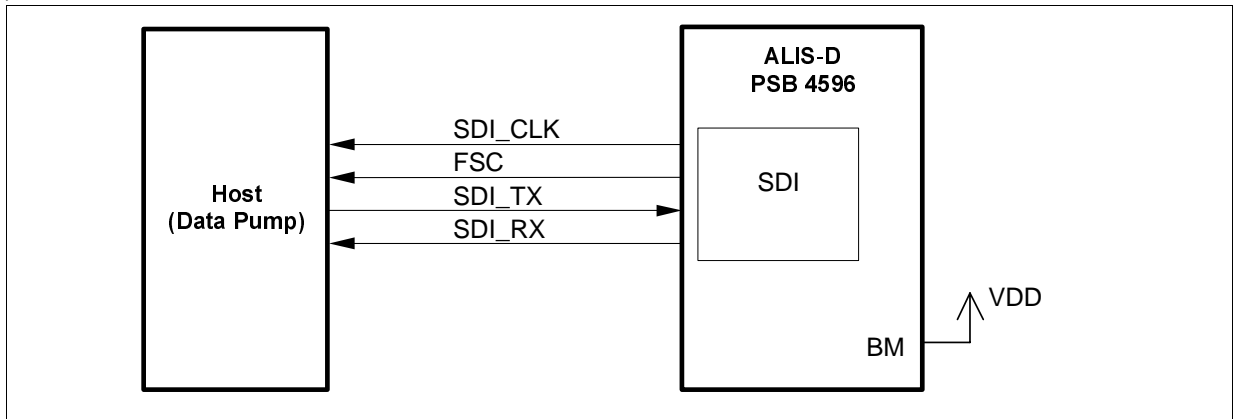 ALIS-D
PSB 4596
SDI_CLK
FSC
SDI_TX
SDI_RX
Host
(Data Pump)
SDI
VDD
BM